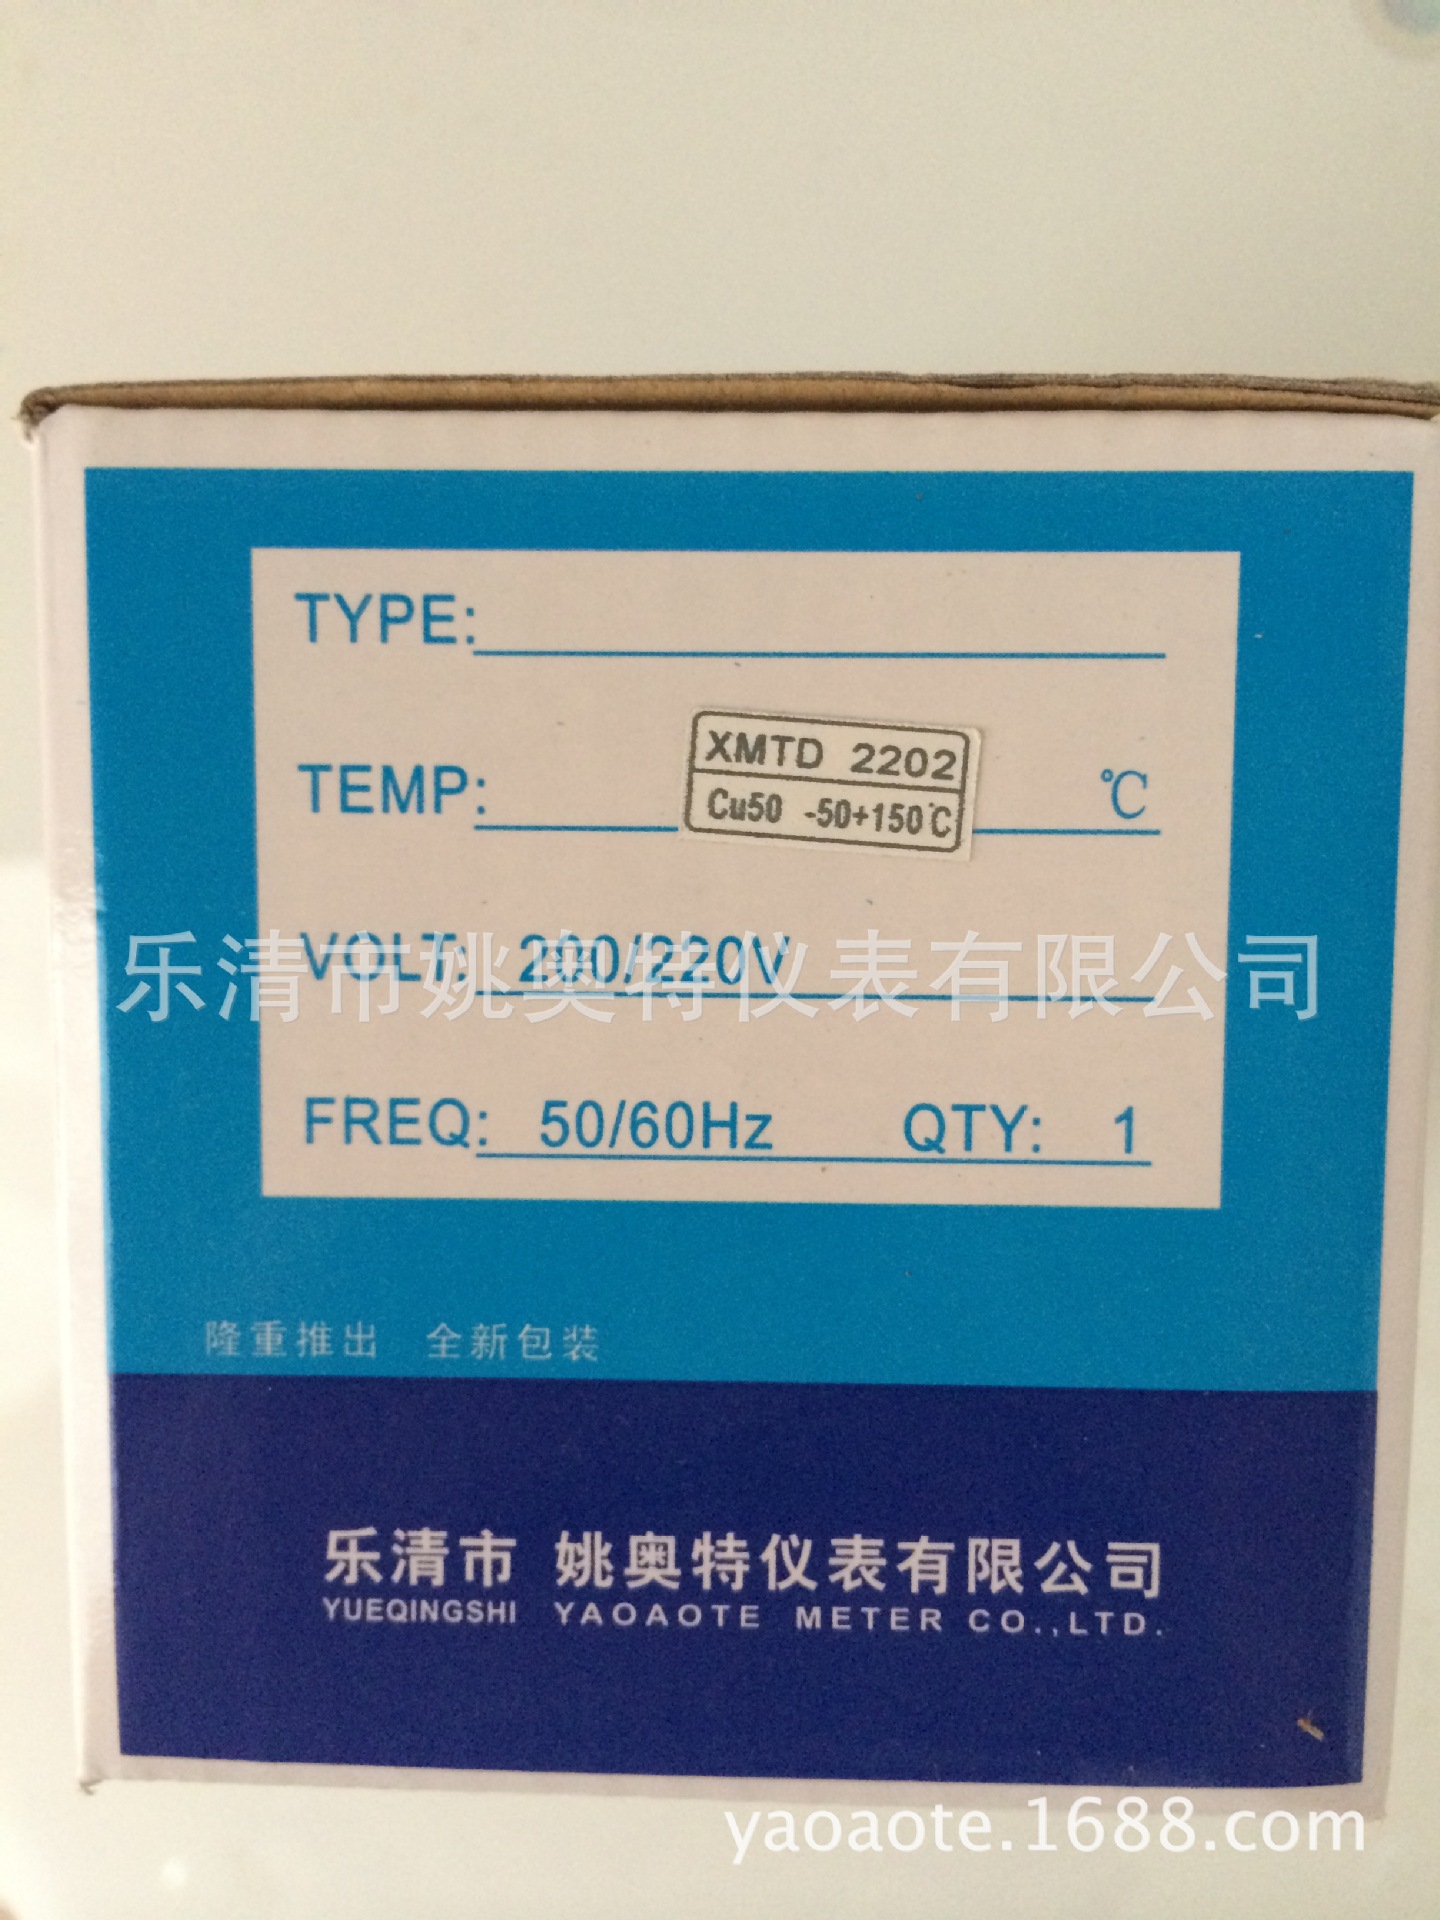 TYPE:
XMTD 2202
TEMP: ℃
Cu50 -50+150℃
VOLT: 200/220V
乐清市姚奥特仪表有限公司
FREQ: 50/60Hz QTY: 1
隆重推出 全新包装
乐清市 姚奥特仪表有限公司
YUEQINGSHI YAOAOTE METER CO.,LTD.
yaoaote.1688.com